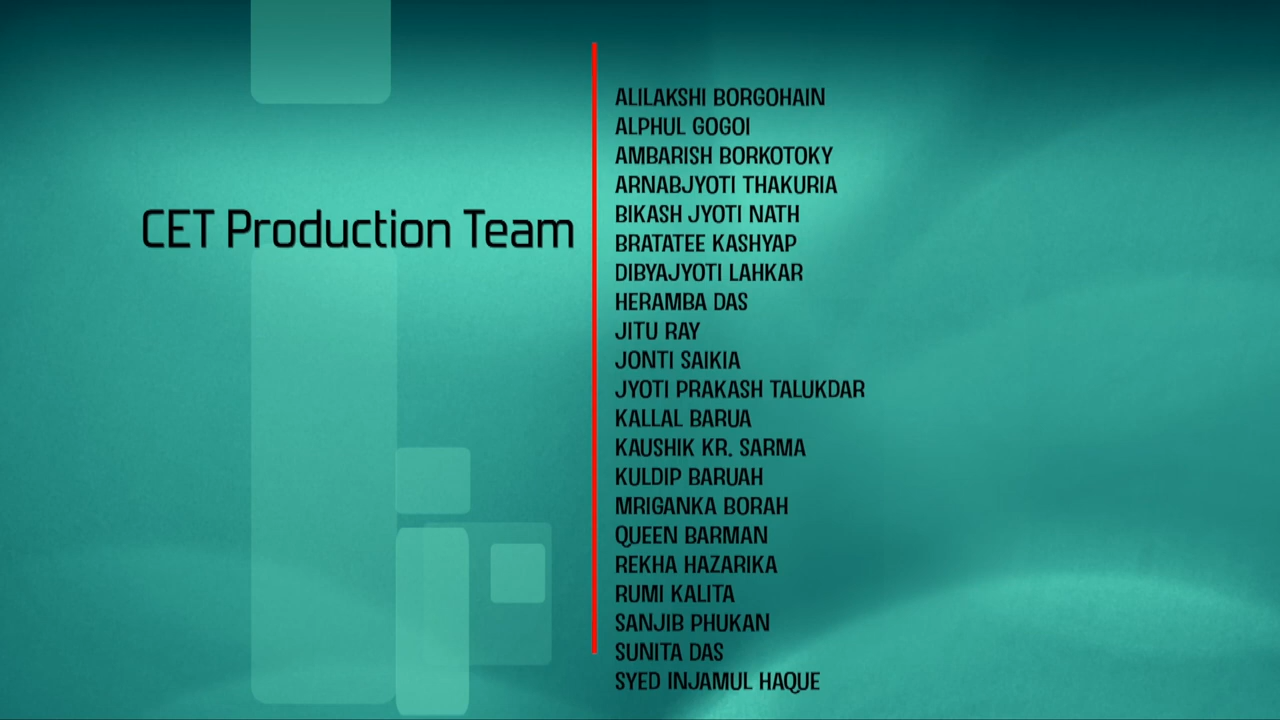 CET Production Team
ALILAKSHI BORGOHAIN
ALPHUL GOGOI
AMBARISH BORKOTOKY
ARNABJYOTI THAKURIA
BIKASH JYOTI NATH
BRATATEE KASHYAP
DIBYAJYOTI LAHKAR
HERAMBA DAS
JITU RAY
JONTI SAIKIA
JYOTI PRAKASH TALUKDAR
KALLAL BARUA
KAUSHIK KR. SARMA
KULDIP BARUAH
MRIGANKA BORAH
QUEEN BARMAN
REKHA HAZARIKA
RUMI KALITA
SANJIB PHUKAN
SUNITA DAS
SYED INJAMUL HAQUE